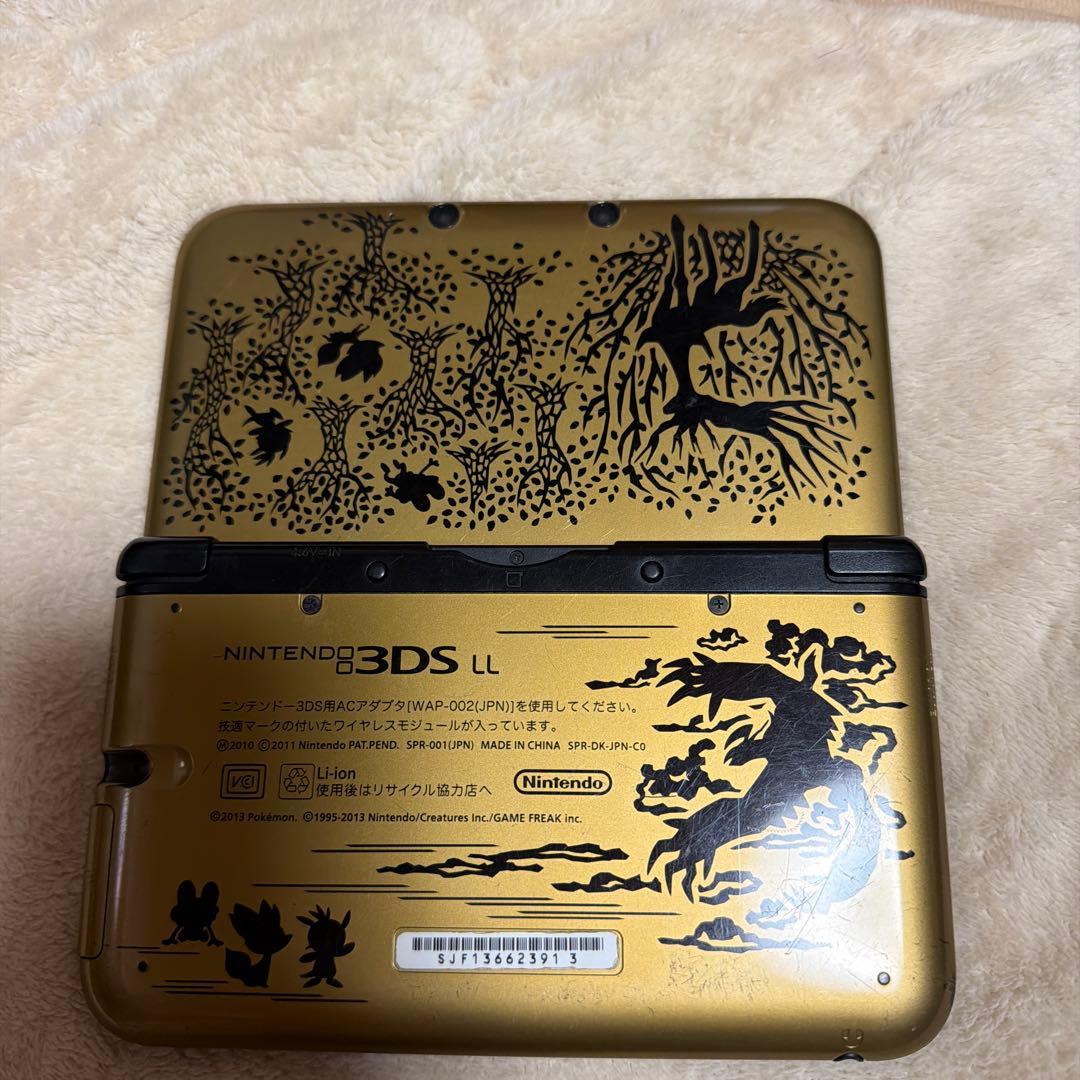 4.6V⎓IN
NINTENDO 3DS LL
ニンテンドー3DS用ACアダプタ[WAP-002(JPN)]を使用してください。
技適マークの付いたワイヤレスモジュールが入っています。
Ⓜ2010 Ⓒ2011 Nintendo PAT.PEND. SPR-001(JPN) MADE IN CHINA SPR-DK-JPN-C0
VCI
Li-ion
使用後はリサイクル協力店へ
Nintendo
©2013 Pokémon. ©1995-2013 Nintendo/Creatures Inc./GAME FREAK inc.
SJF13662391 3